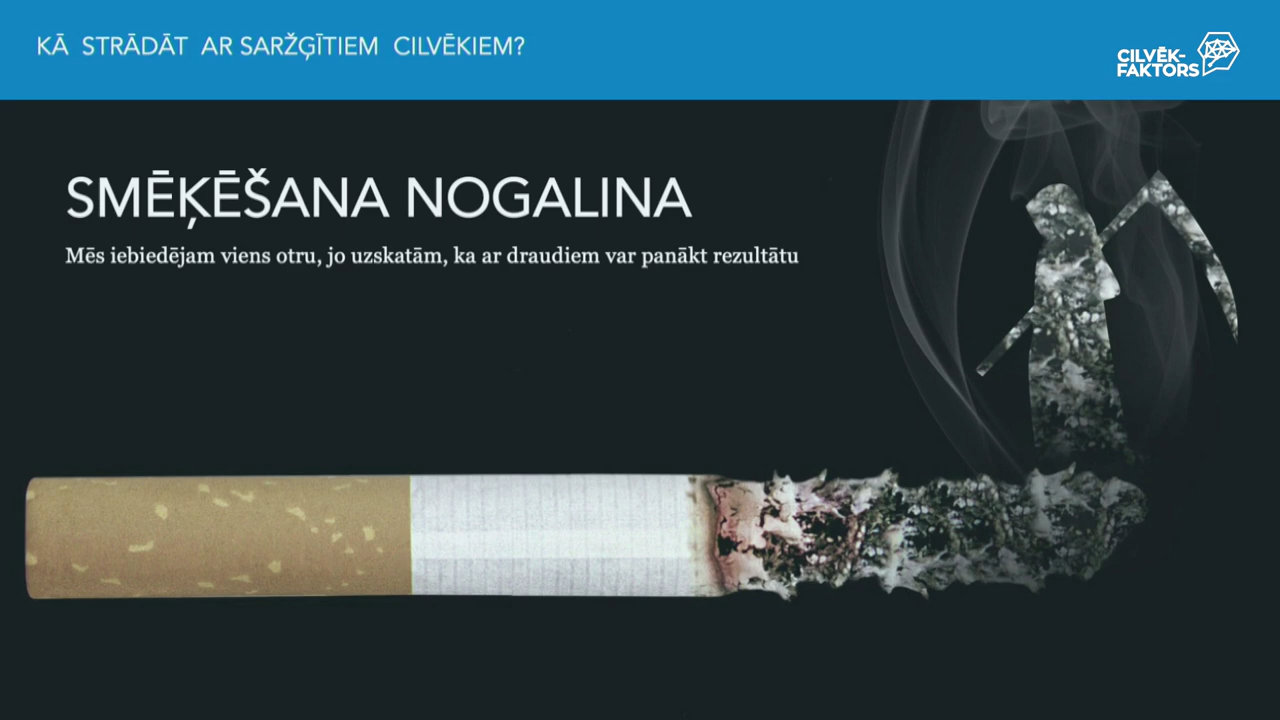 KĀ STRĀDĀT AR SARŽĢĪTIEM CILVĒKIEM?
CILVĒK-
FAKTORS
SMĒĶĒŠANA NOGALINA
Mēs iebiedējam viens otru, jo uzskatām, ka ar draudiem var panākt rezultātu